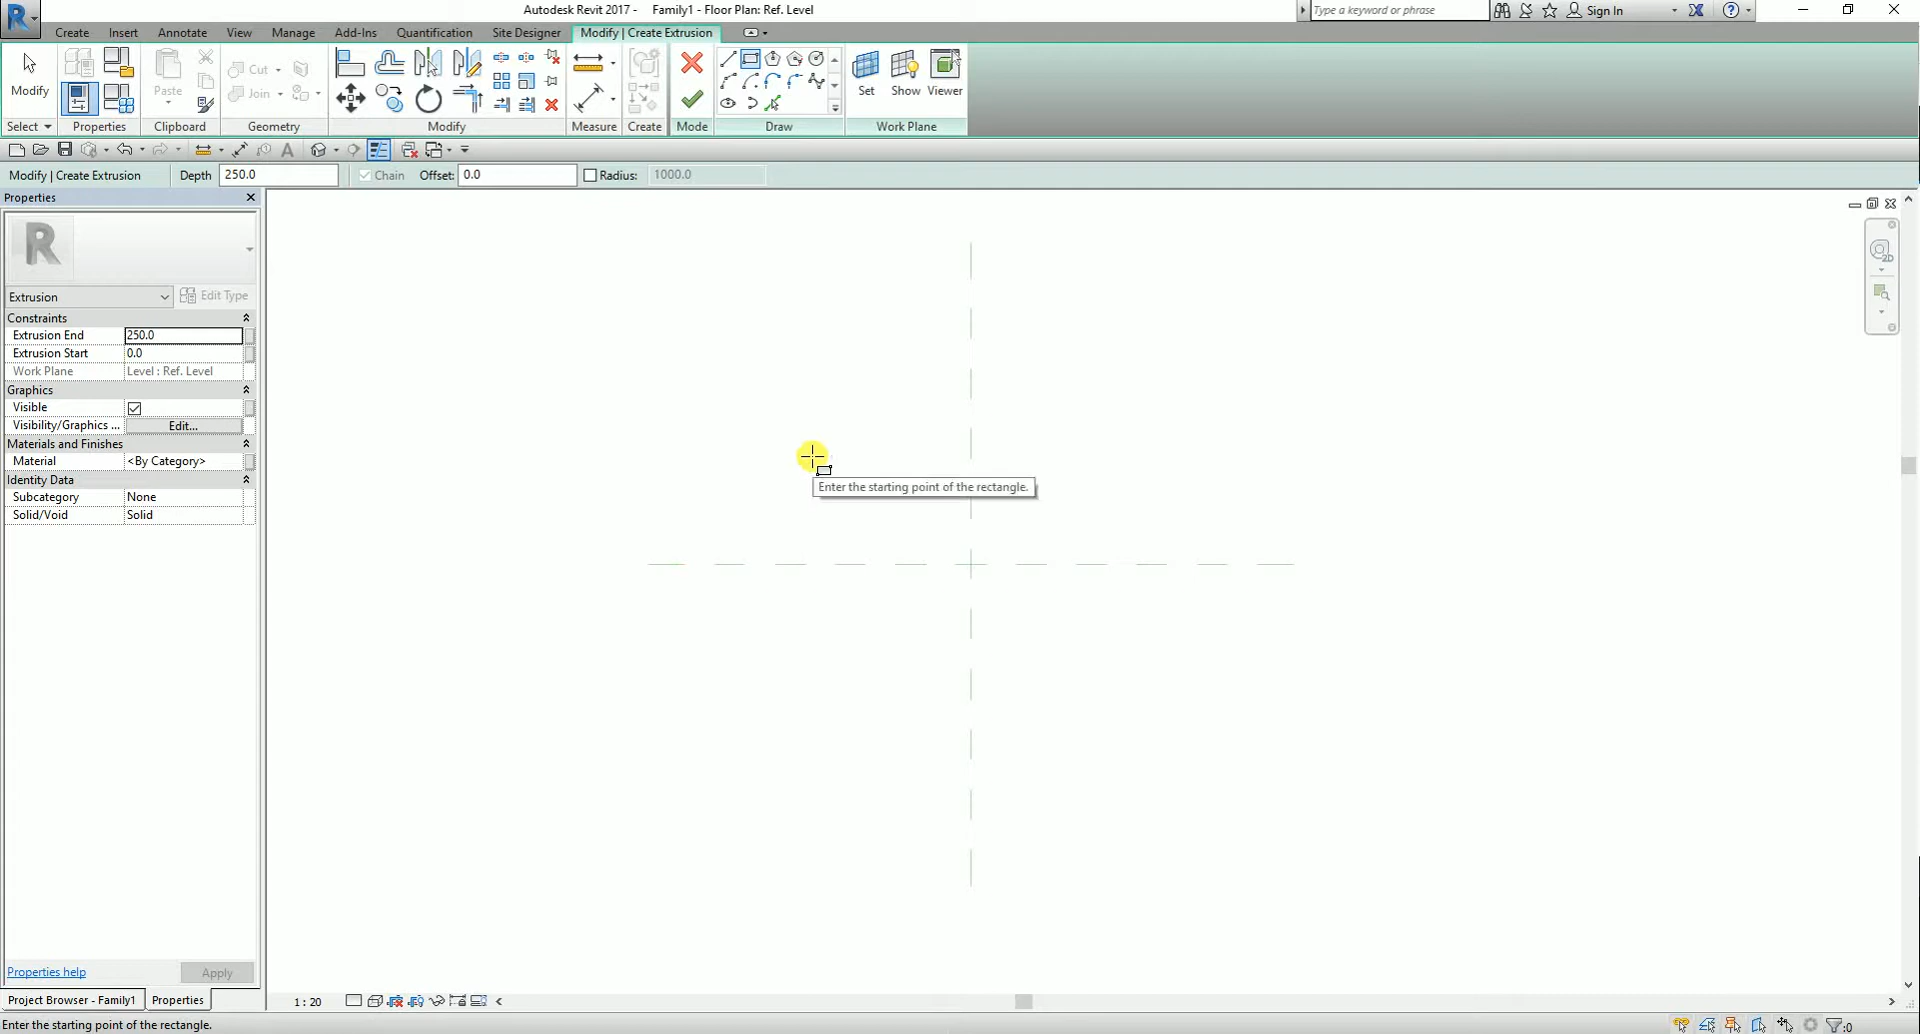 Autodesk Revit 2017 - Family1 - Floor Plan: Ref. Level
Type a keyword or phrase
Sign In
Create Insert Annotate View Manage Add-Ins Quantification Site Designer Modify | Create Extrusion
Modify
Paste
Cut
Join
Set Show Viewer
Select Properties Clipboard Geometry Modify Measure Create Mode Draw Work Plane
A
Modify | Create Extrusion Depth 250.0 Chain Offset: 0.0 Radius: 1000.0
Properties
R
2D
Extrusion Edit Type
Constraints
Extrusion End 250.0
Extrusion Start 0.0
Work Plane Level : Ref. Level
Graphics
Visible
Visibility/Graphics ... Edit...
Materials and Finishes
Material <By Category>
Identity Data
Subcategory None
Solid/Void Solid
Enter the starting point of the rectangle.
Properties help Apply
Project Browser - Family1 Properties
1 : 20
Enter the starting point of the rectangle.
:0